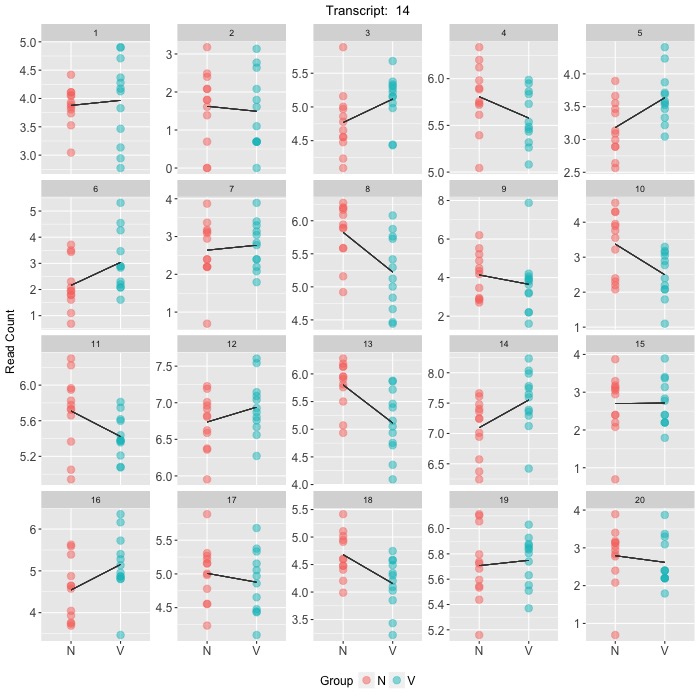 Transcript: 14
1 2 3 4 5
5.0 4.5 4.0 3.5 3.0
3 2 1 0
5.5 5.0 4.5
6.0 5.5 5.0
4.0 3.5 3.0 2.5
6 7 8 9 10
5 4 3 2 1
4 3 2 1
6.0 5.5 5.0 4.5
8 6 4 2
4 3 2 1
Read Count
11 12 13 14 15
6.0 5.6 5.2
7.5 7.0 6.5 6.0
6.0 5.5 5.0 4.5 4.0
8.0 7.5 7.0 6.5
4 3 2 1
16 17 18 19 20
6 5 4
5.5 5.0 4.5
5.5 5.0 4.5 4.0 3.5
6.0 5.8 5.6 5.4 5.2
4 3 2 1
N V N V N V N V N V
Group N V